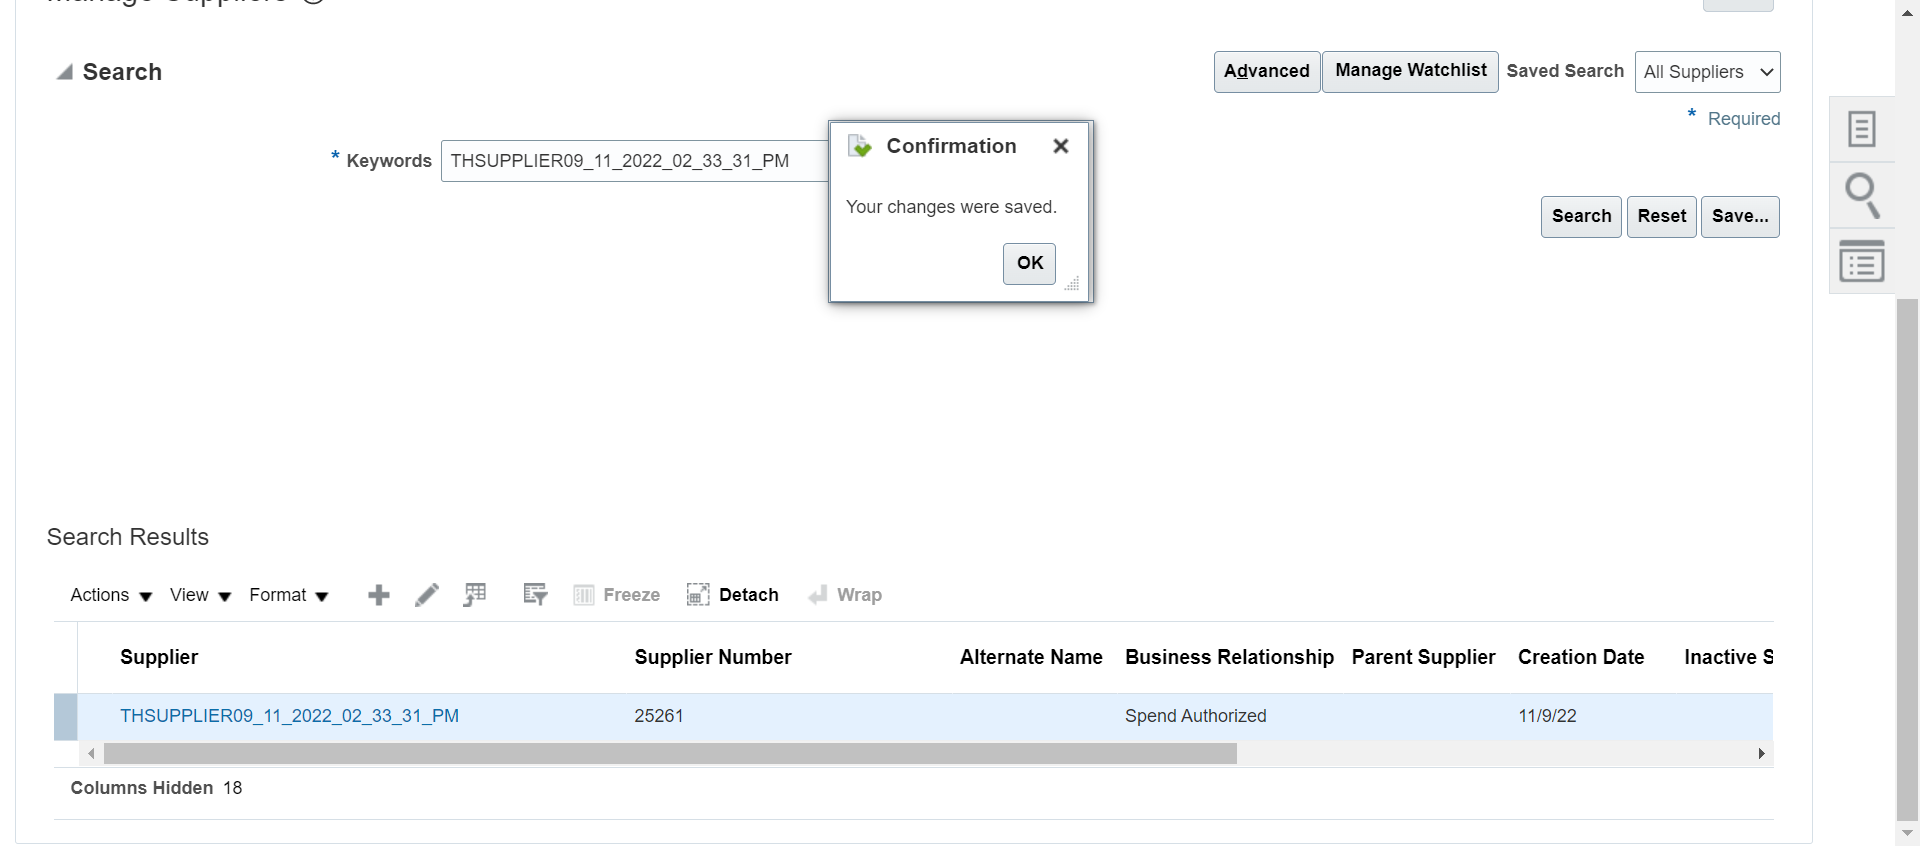 Manage Suppliers
Search
Advanced Manage Watchlist Saved Search All Suppliers
* Required
* Keywords THSUPPLIER09_11_2022_02_33_31_PM
Confirmation
Your changes were saved.
OK
Search Reset Save...
Search Results
Actions View Format Freeze Detach Wrap
Supplier Supplier Number Alternate Name Business Relationship Parent Supplier Creation Date Inactive S
THSUPPLIER09_11_2022_02_33_31_PM 25261 Spend Authorized 11/9/22
Columns Hidden 18